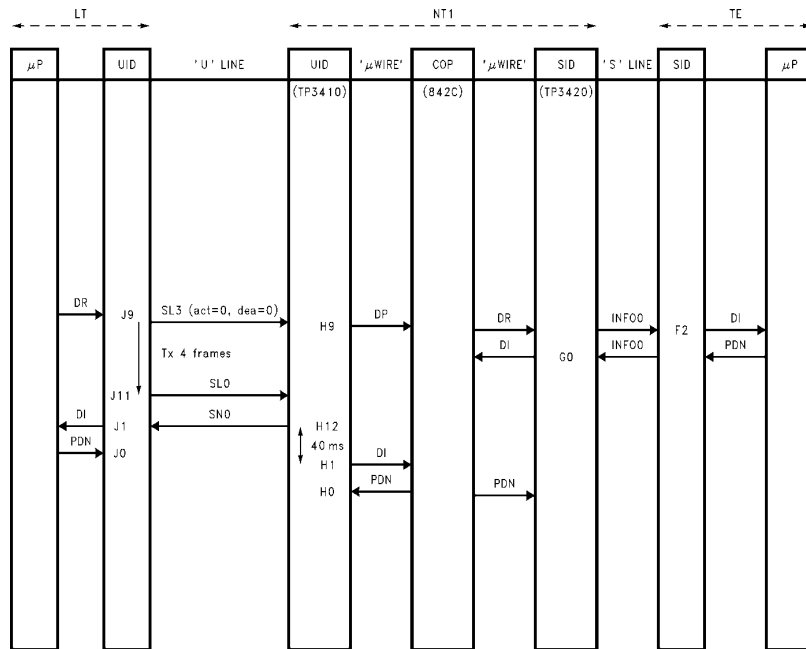 LT
NT1
TE
μP
UID
'U' LINE
UID
'μWIRE'
COP
'μWIRE'
SID
'S' LINE
SID
μP
(TP3410)
(842C)
(TP3420)
DR
J9
SL3 (act=0, dea=0)
H9
DP
DR
INFO0
F2
DI
Tx 4 frames
DI
G0
INFO0
PDN
J11
SL0
DI
J1
SN0
H12
PDN
J0
40 ms
H1
DI
H0
PDN
PDN